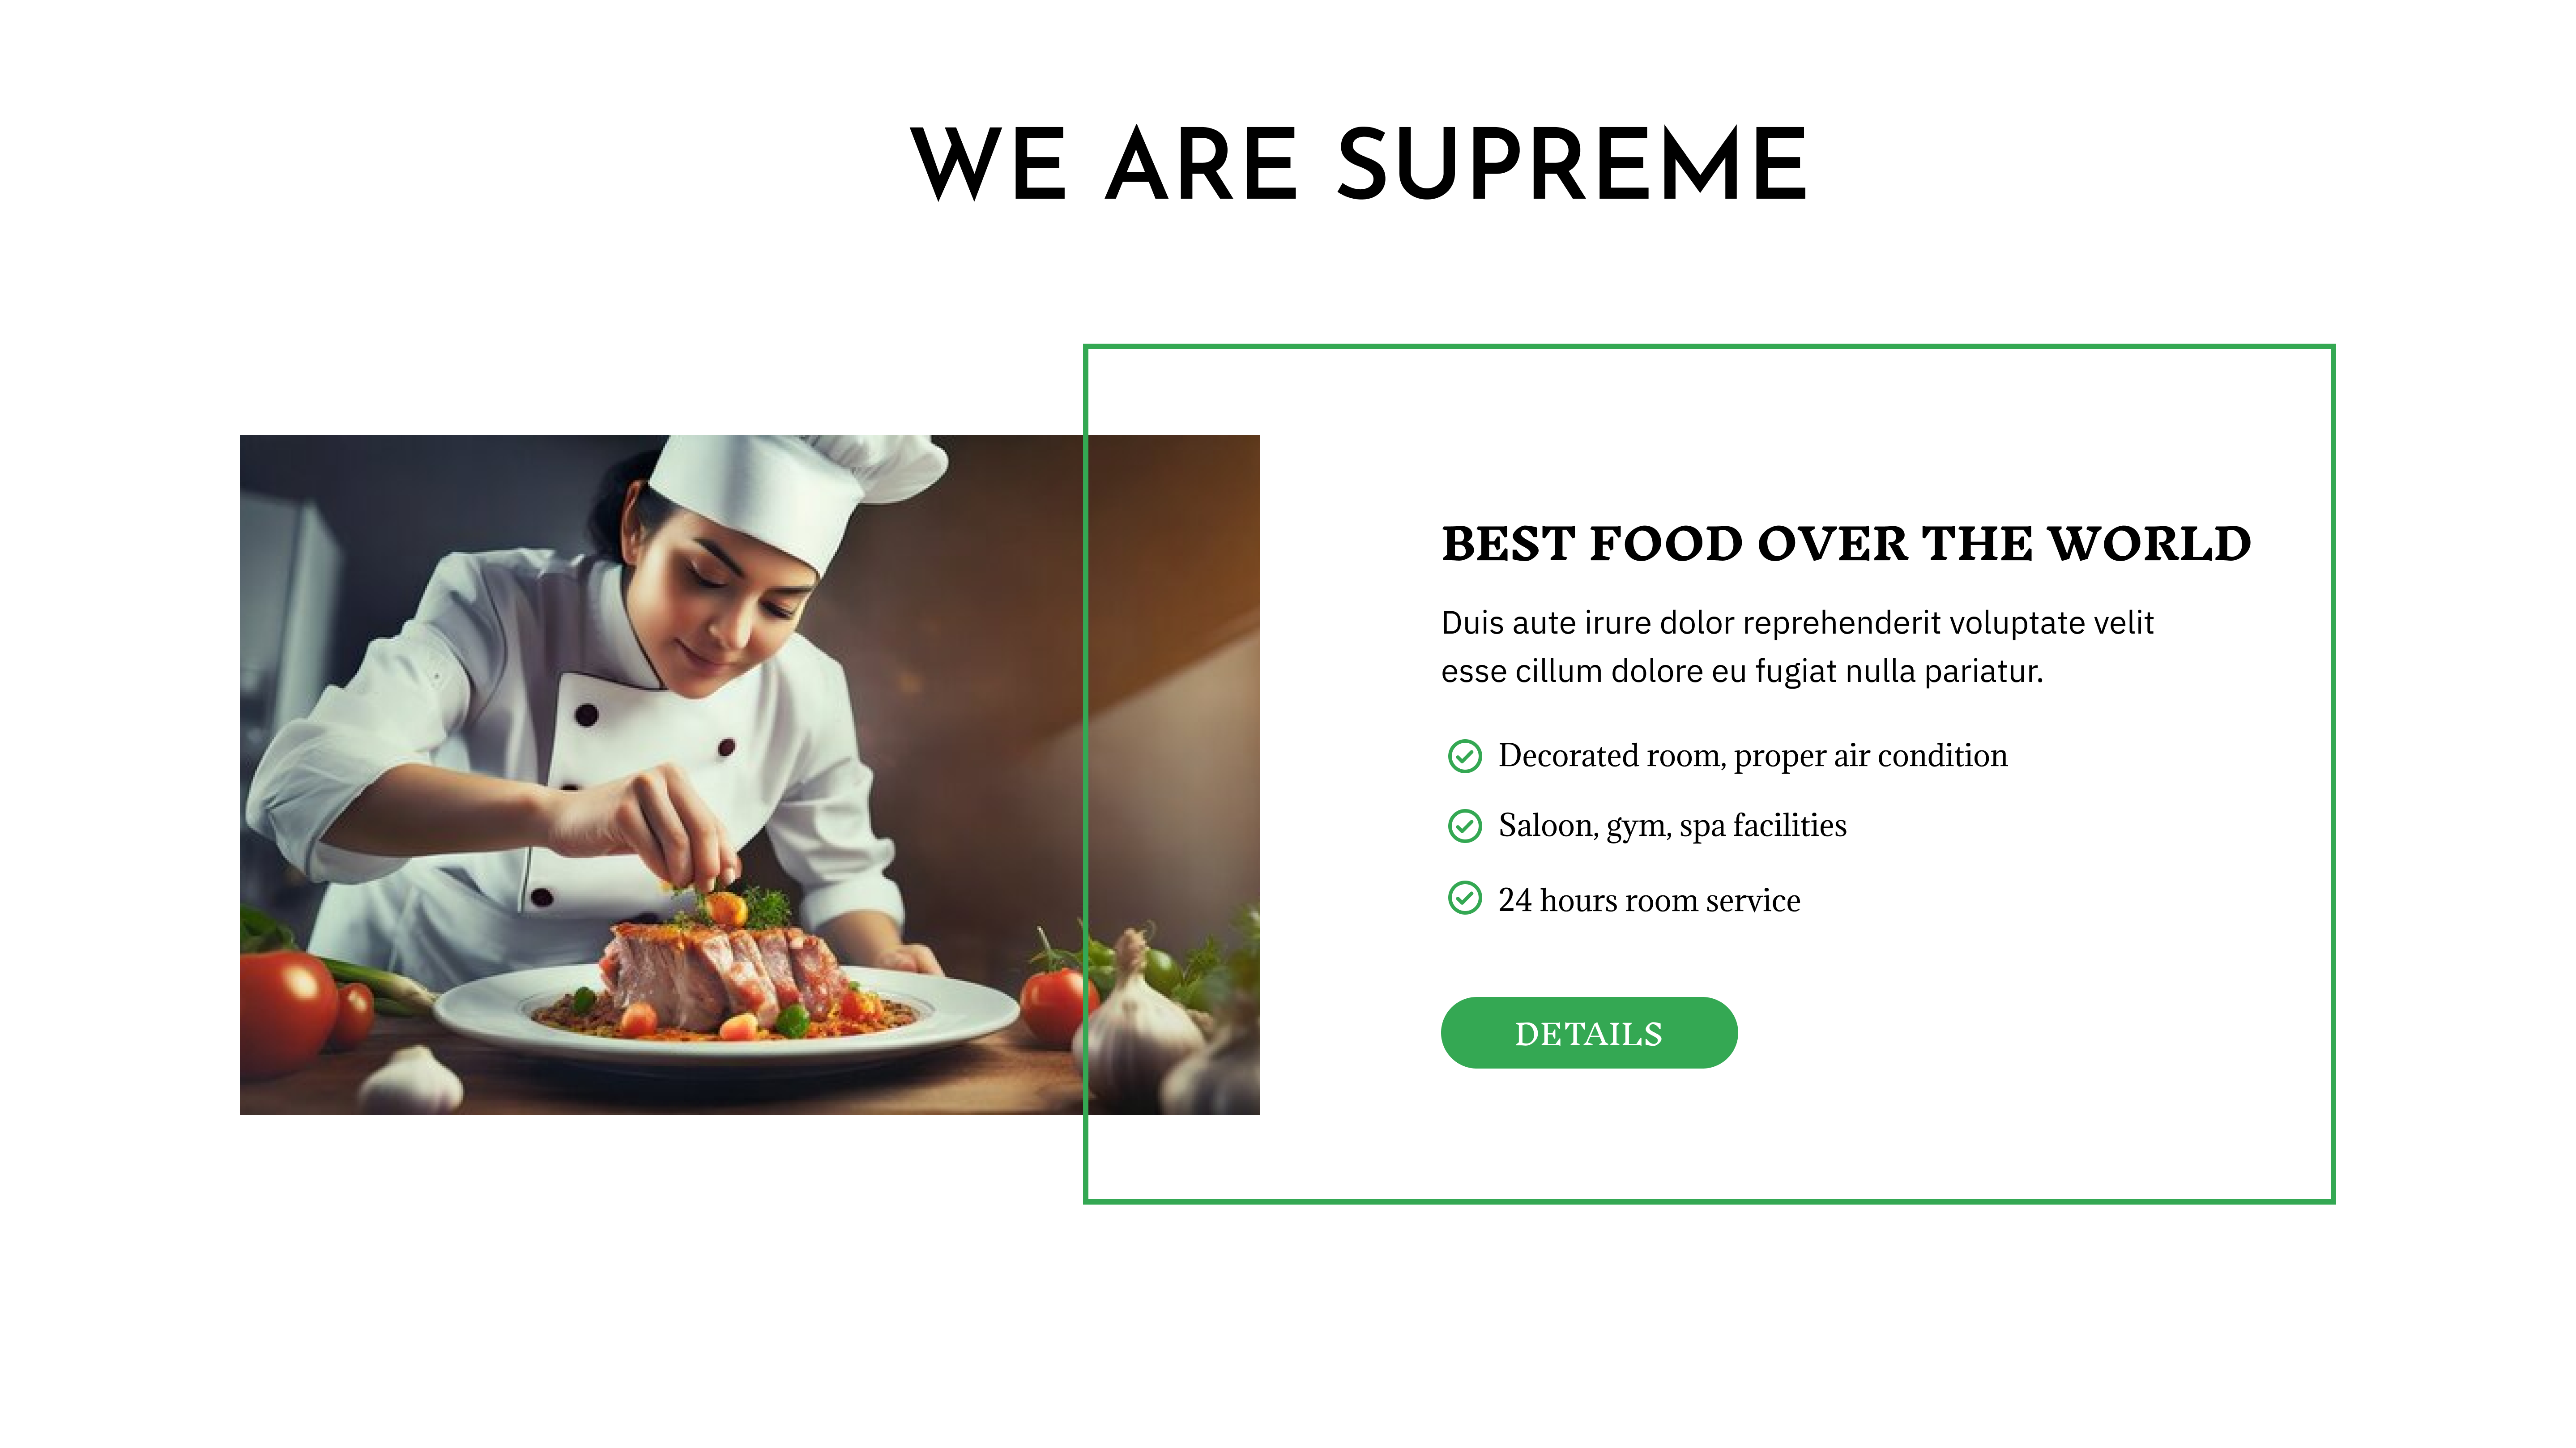 WE ARE SUPREME
BEST FOOD OVER THE WORLD
Duis aute irure dolor reprehenderit voluptate velit
esse cillum dolore eu fugiat nulla pariatur.
Decorated room, proper air condition
Saloon, gym, spa facilities
24 hours room service
DETAILS